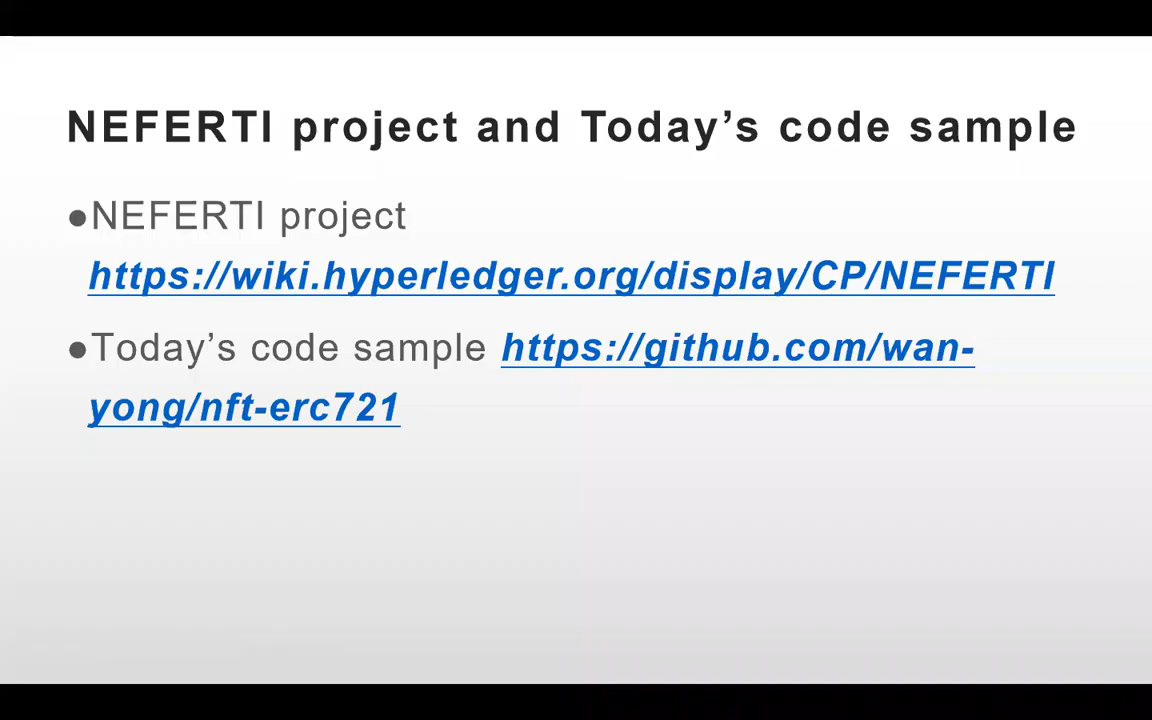 NEFERTI project and Today’s code sample
●NEFERTI project
https://wiki.hyperledger.org/display/CP/NEFERTI
●Today’s code sample https://github.com/wan-
yong/nft-erc721